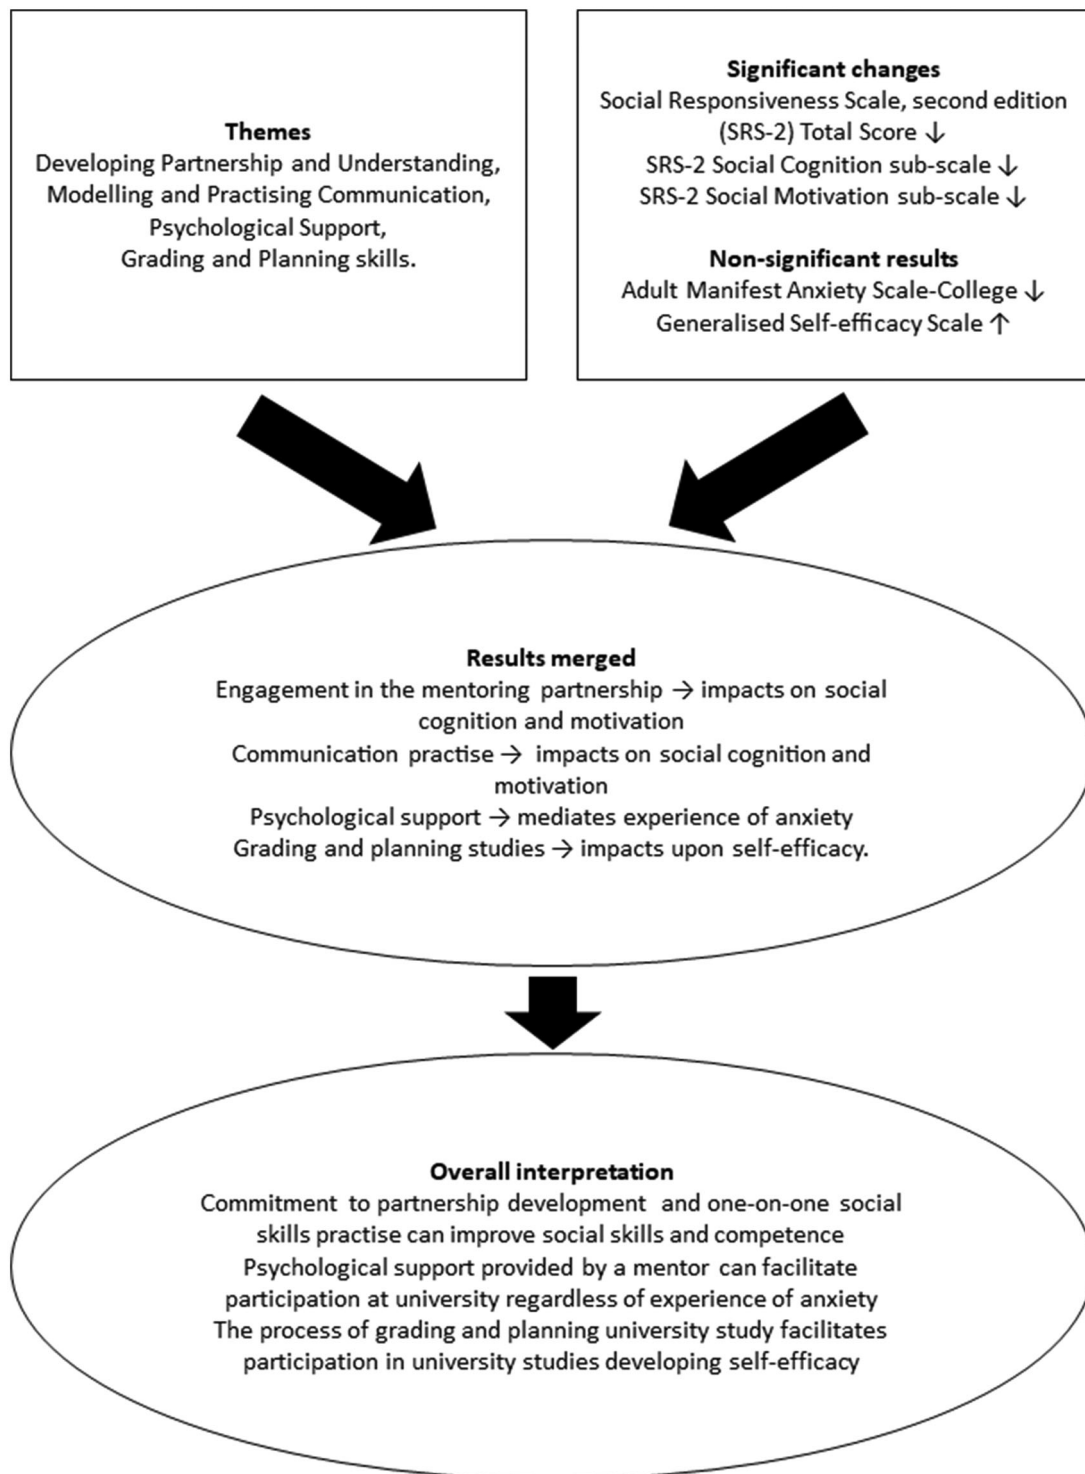 Themes
Developing Partnership and Understanding,
Modelling and Practising Communication,
Psychological Support,
Grading and Planning skills.
Significant changes
Social Responsiveness Scale, second edition
(SRS-2) Total Score ↓
SRS-2 Social Cognition sub-scale ↓
SRS-2 Social Motivation sub-scale ↓
Non-significant results
Adult Manifest Anxiety Scale-College ↓
Generalised Self-efficacy Scale ↑
Results merged
Engagement in the mentoring partnership → impacts on social
cognition and motivation
Communication practise → impacts on social cognition and
motivation
Psychological support → mediates experience of anxiety
Grading and planning studies → impacts upon self-efficacy.
Overall interpretation
Commitment to partnership development and one-on-one social
skills practise can improve social skills and competence
Psychological support provided by a mentor can facilitate
participation at university regardless of experience of anxiety
The process of grading and planning university study facilitates
participation in university studies developing self-efficacy